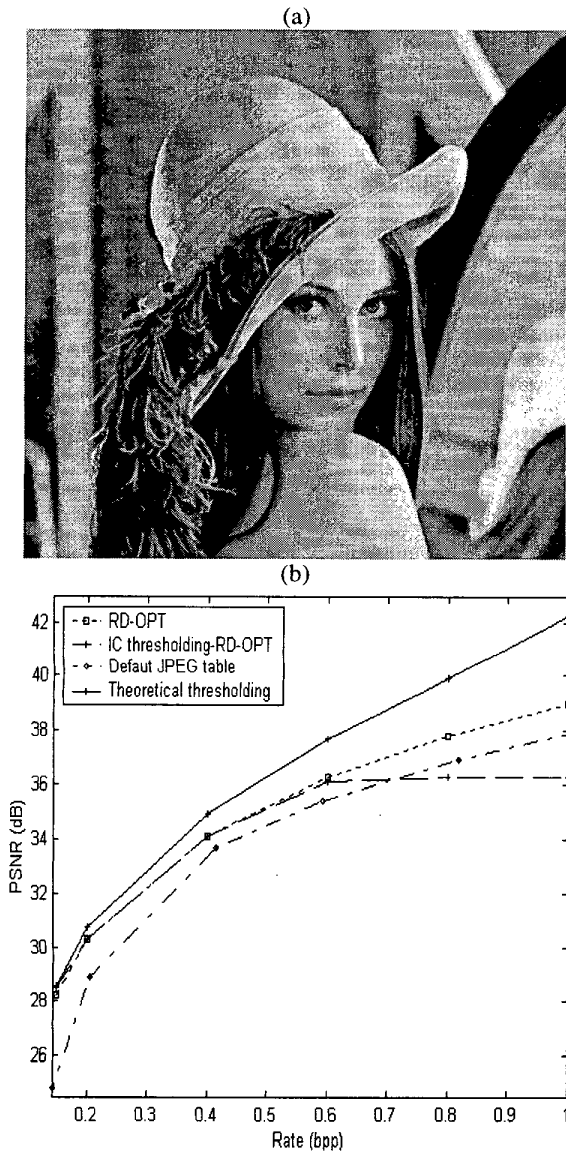 (a)
(b)
RD-OPT
IC thresholding-RD-OPT
Defaut JPEG table
Theoretical thresholding
42
40
38
36
34
32
30
28
26
PSNR (dB)
0.2
0.3
0.4
0.5
0.6
0.7
0.8
0.9
1
Rate (bpp)